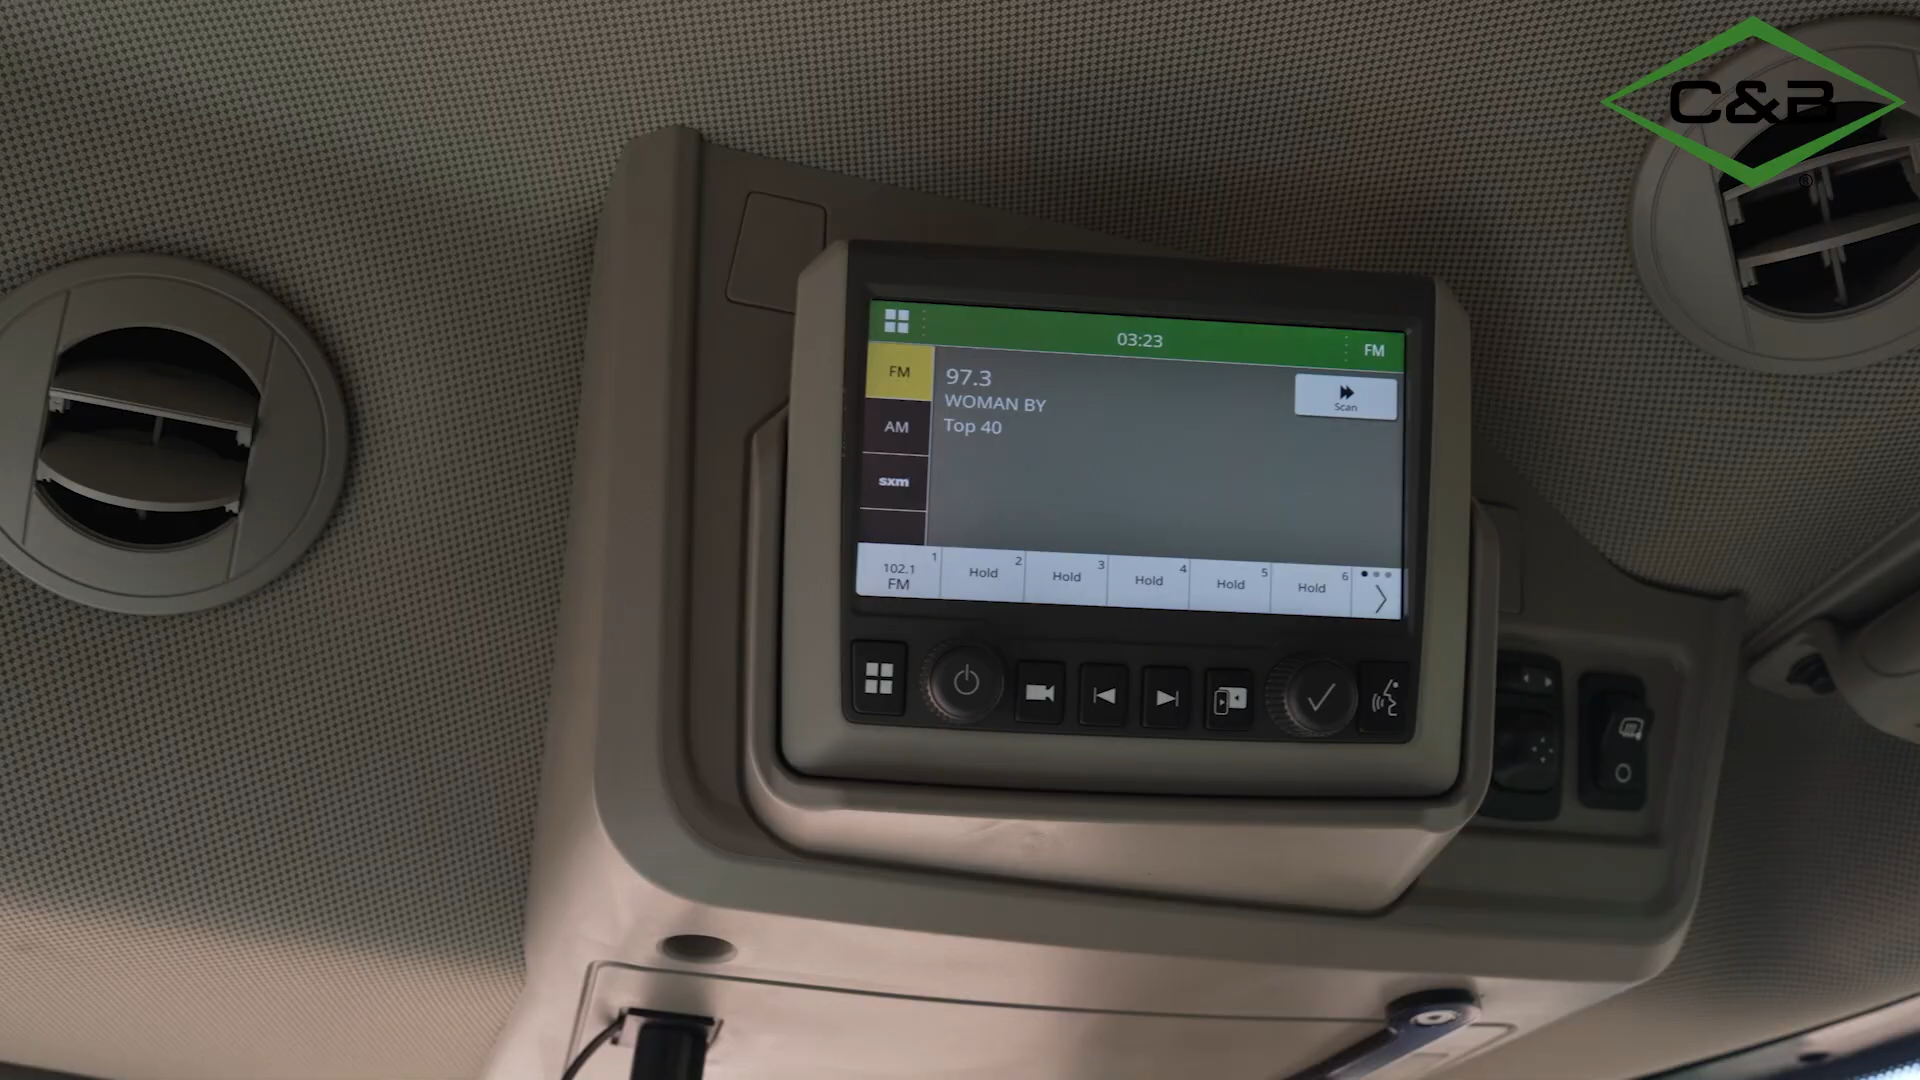 C&B
®
03:23
FM
FM
97.3
WOMAN BY
Top 40
Scan
AM
sxm
1
102.1
FM
2
Hold
3
Hold
4
Hold
5
Hold
6
Hold